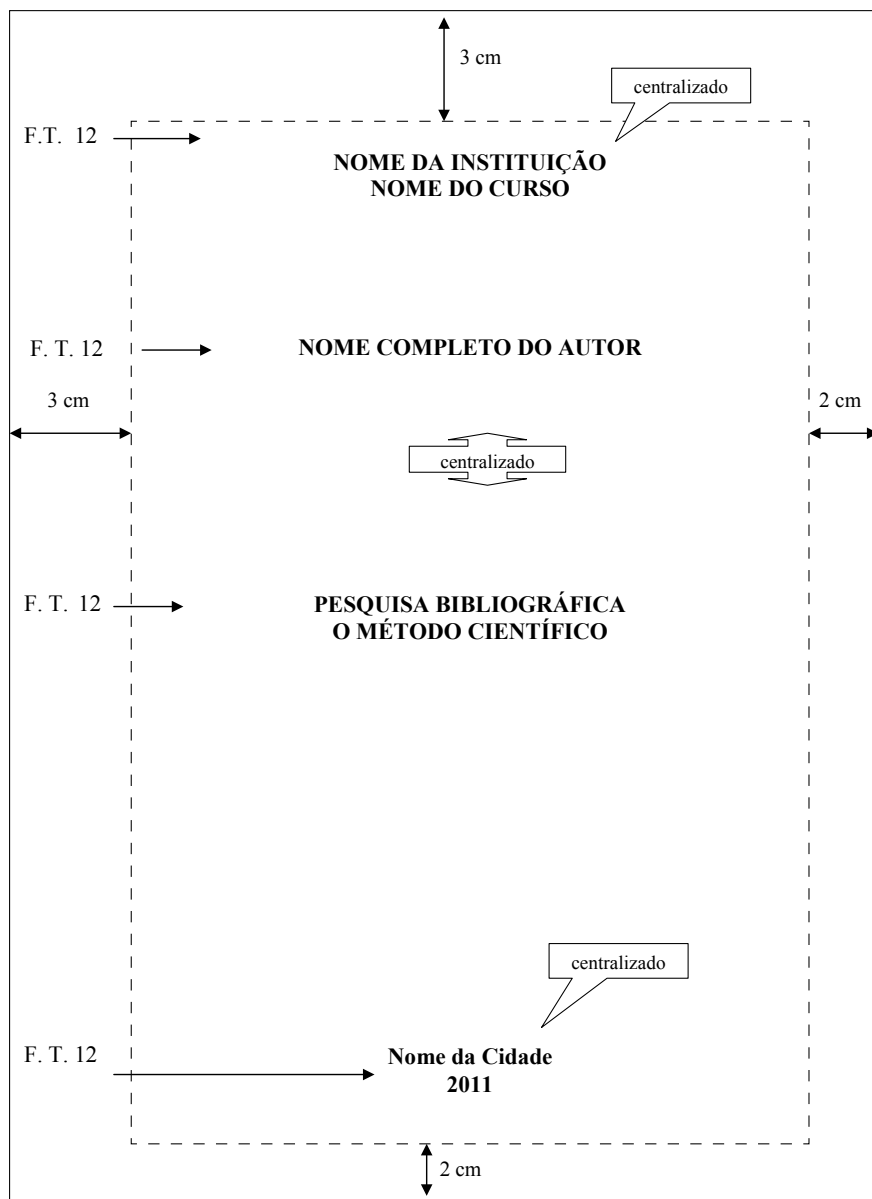 3 cm
centralizado
F.T. 12
NOME DA INSTITUIÇÃO
NOME DO CURSO
F. T. 12
NOME COMPLETO DO AUTOR
3 cm
2 cm
centralizado
F. T. 12
PESQUISA BIBLIOGRÁFICA
O MÉTODO CIENTÍFICO
centralizado
F. T. 12
Nome da Cidade
2011
2 cm